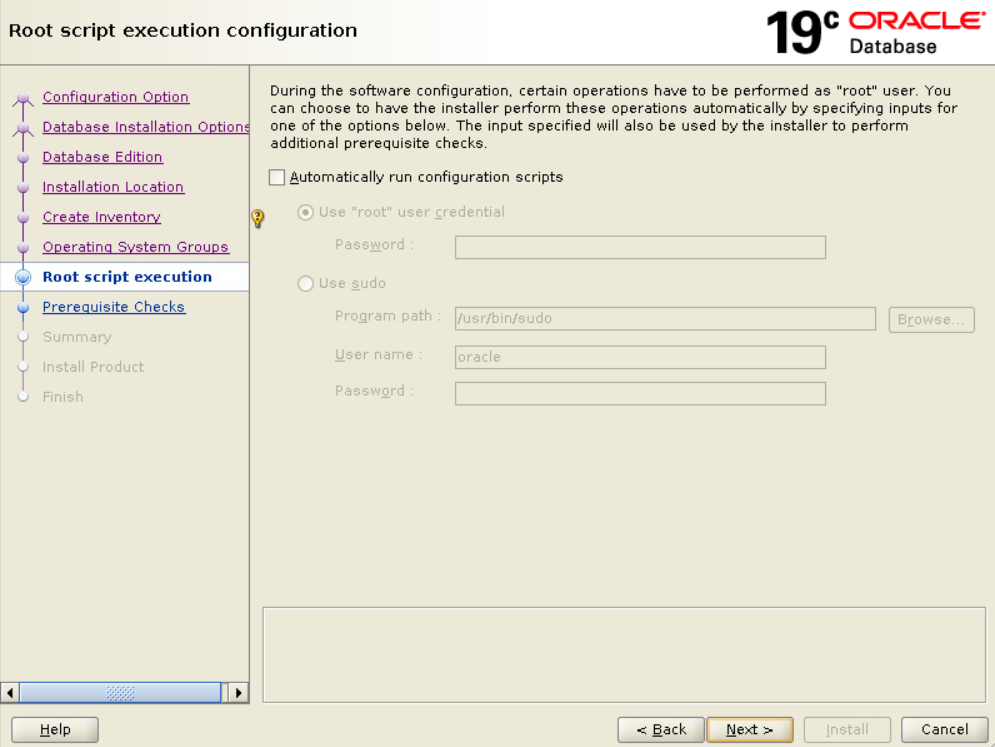 Root script execution configuration
19c ORACLE
Database
Configuration Option
Database Installation Options
Database Edition
Installation Location
Create Inventory
Operating System Groups
Root script execution
Prerequisite Checks
Summary
Install Product
Finish
During the software configuration, certain operations have to be performed as "root" user. You
can choose to have the installer perform these operations automatically by specifying inputs for
one of the options below. The input specified will also be used by the installer to perform
additional prerequisite checks.
Automatically run configuration scripts
Use "root" user credential
Password :
Use sudo
Program path : /usr/bin/sudo Browse...
User name : oracle
Password :
Help < Back Next > Install Cancel